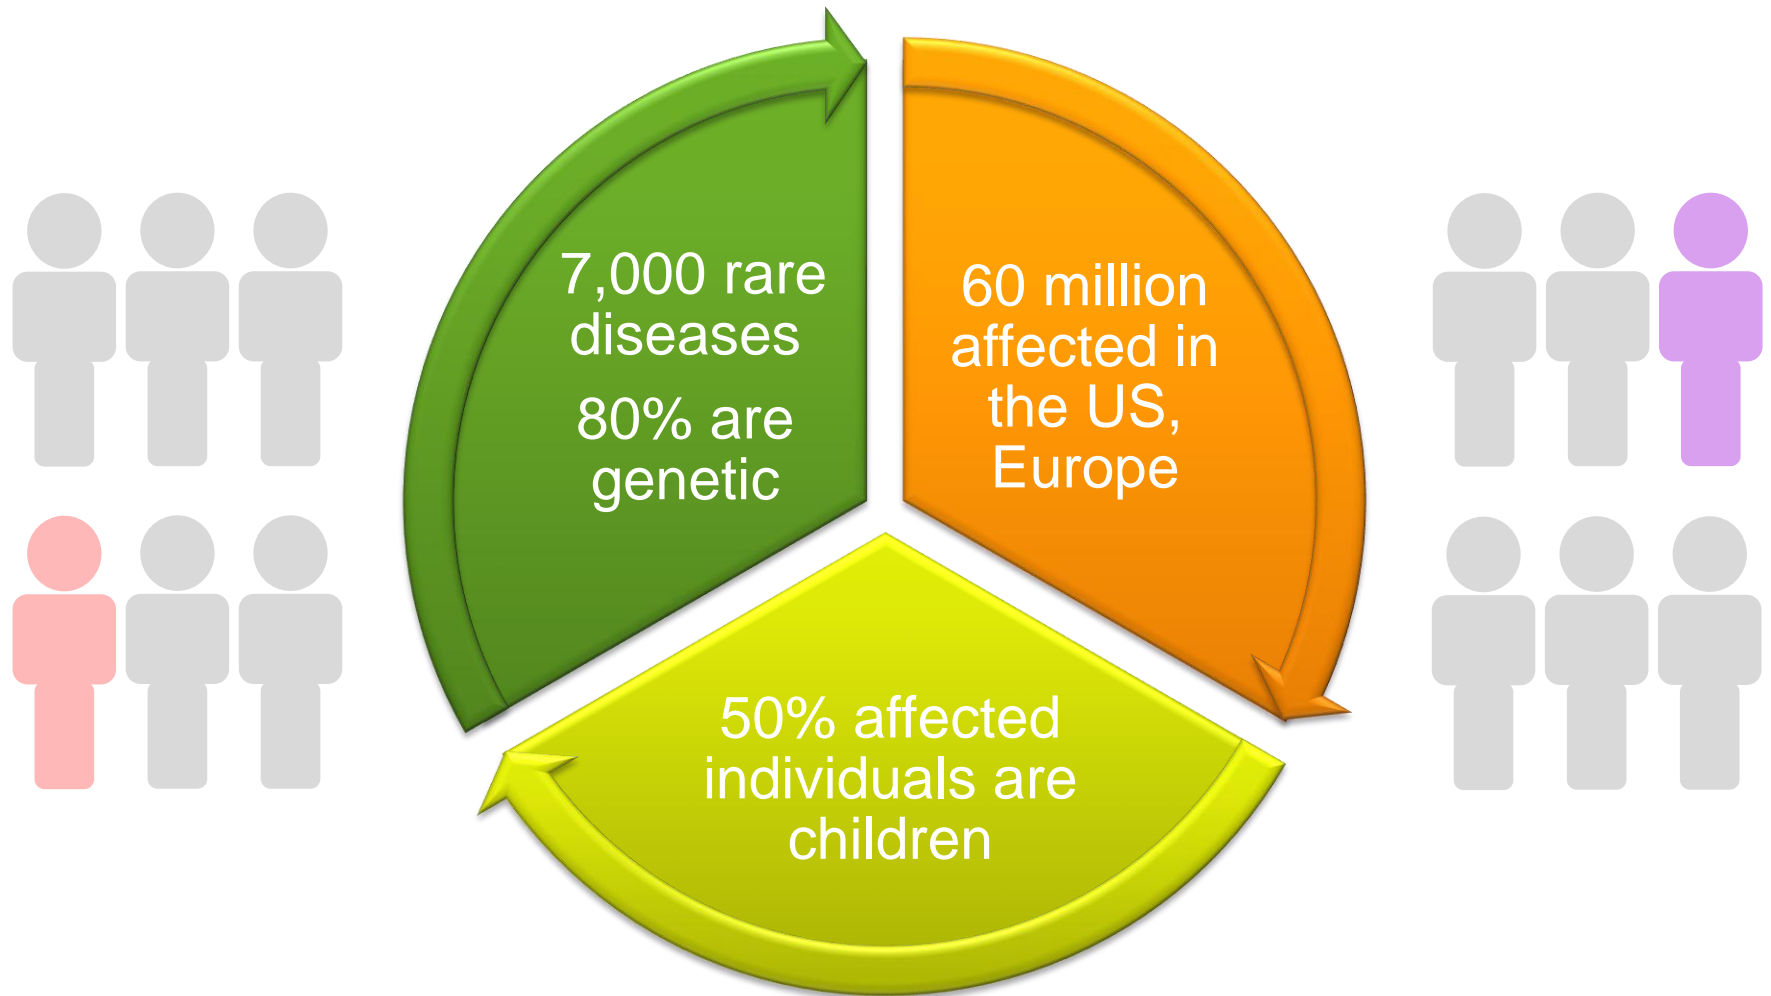 7,000 rare
diseases
80% are
genetic
60 million
affected in
the US,
Europe
50% affected
individuals are
children